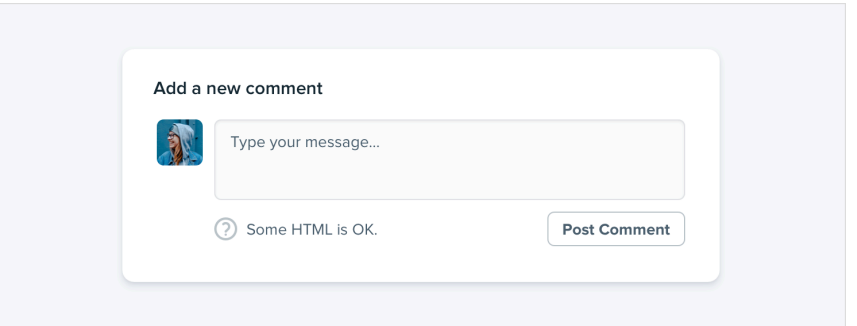 Add a new comment
Type your message...
? Some HTML is OK.
Post Comment